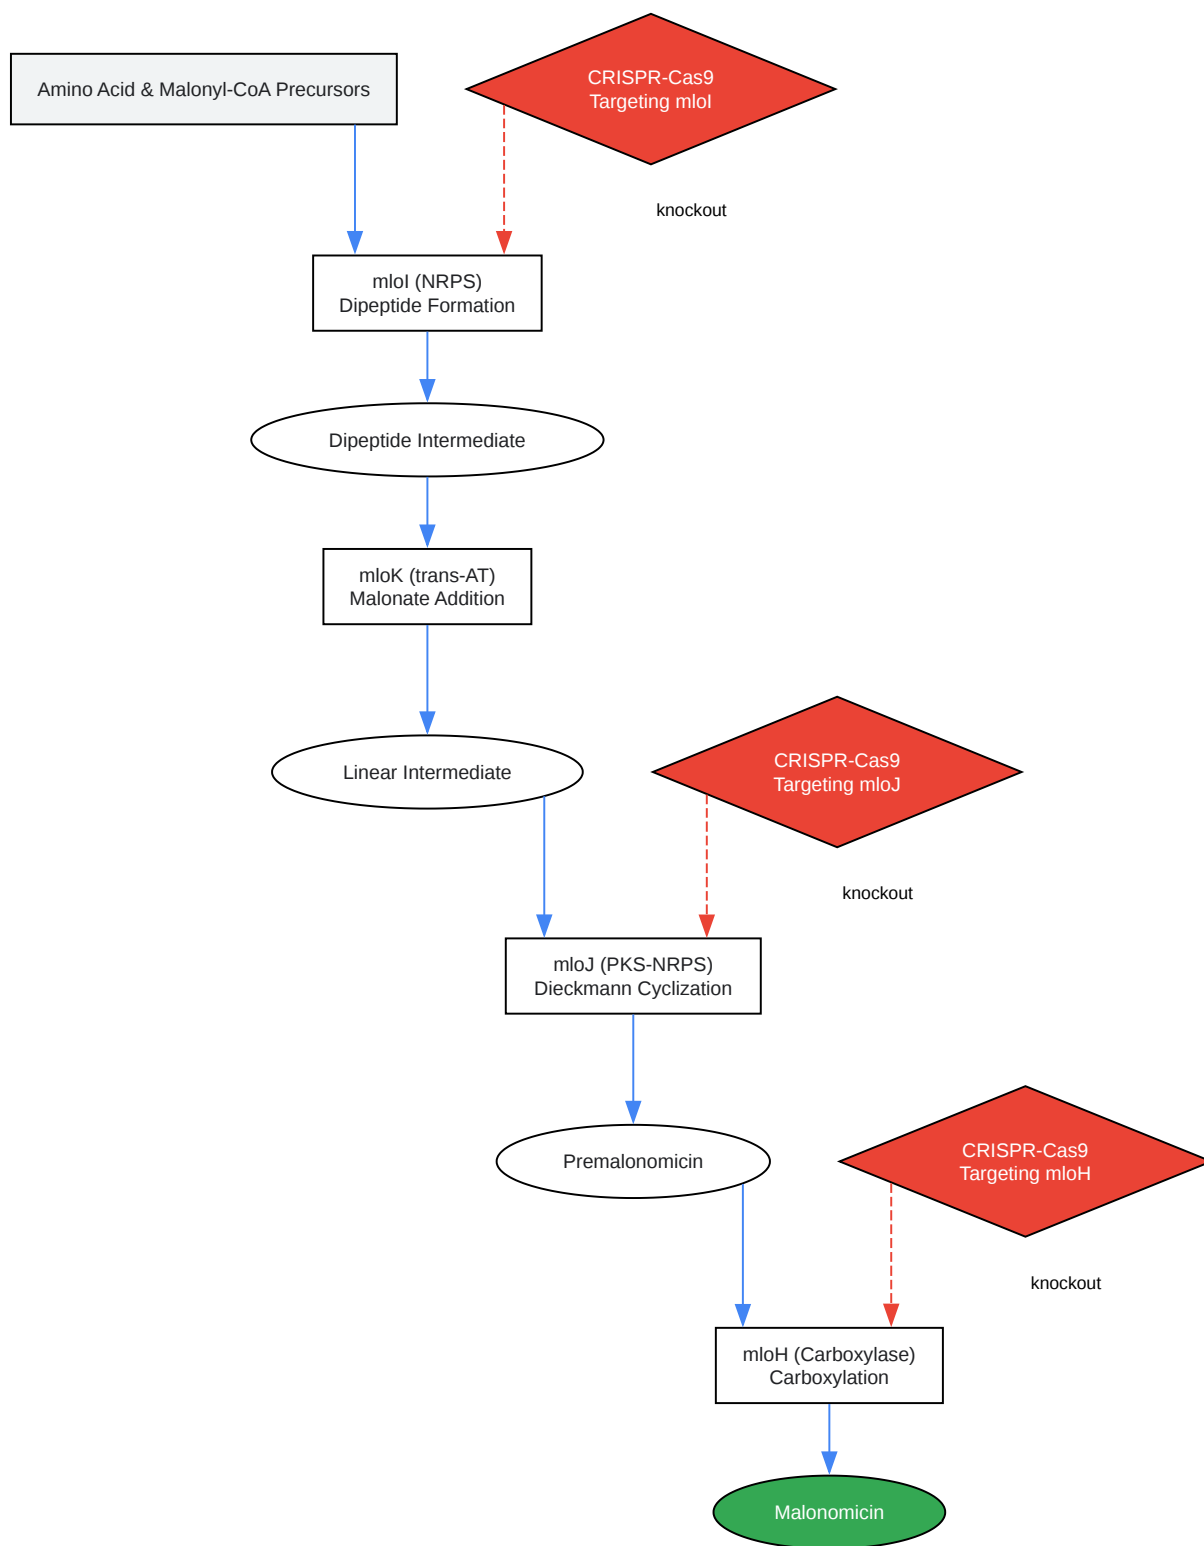 Amino Acid & Malonyl-CoA Precursors
CRISPR-Cas9
Targeting mloI
knockout
mloI (NRPS)
Dipeptide Formation
Dipeptide Intermediate
mloK (trans-AT)
Malonate Addition
Linear Intermediate
CRISPR-Cas9
Targeting mloJ
knockout
mloJ (PKS-NRPS)
Dieckmann Cyclization
Premalonomicin
CRISPR-Cas9
Targeting mloH
knockout
mloH (Carboxylase)
Carboxylation
Malonomicin